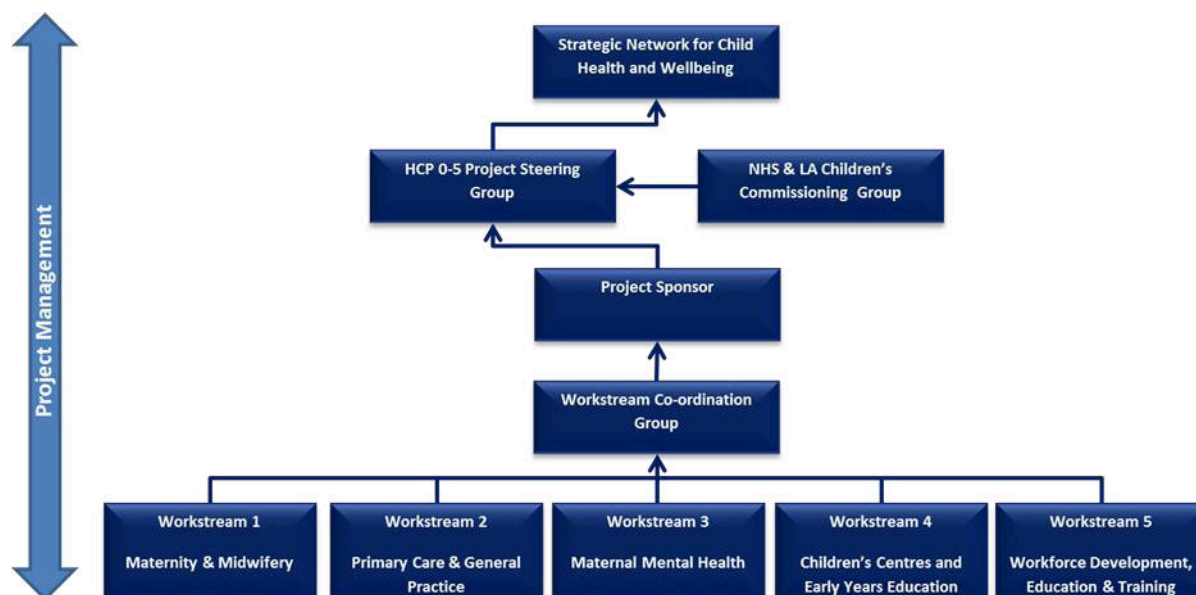 Strategic Network for Child
Health and Wellbeing
HCP 0-5 Project Steering
Group
NHS & LA Children's
Commissioning Group
Project Sponsor
Workstream Co-ordination
Group
Workstream 1
Maternity & Midwifery
Workstream 2
Primary Care & General
Practice
Workstream 3
Maternal Mental Health
Workstream 4
Children's Centres and
Early Years Education
Workstream 5
Workforce Development,
Education & Training
Project Management